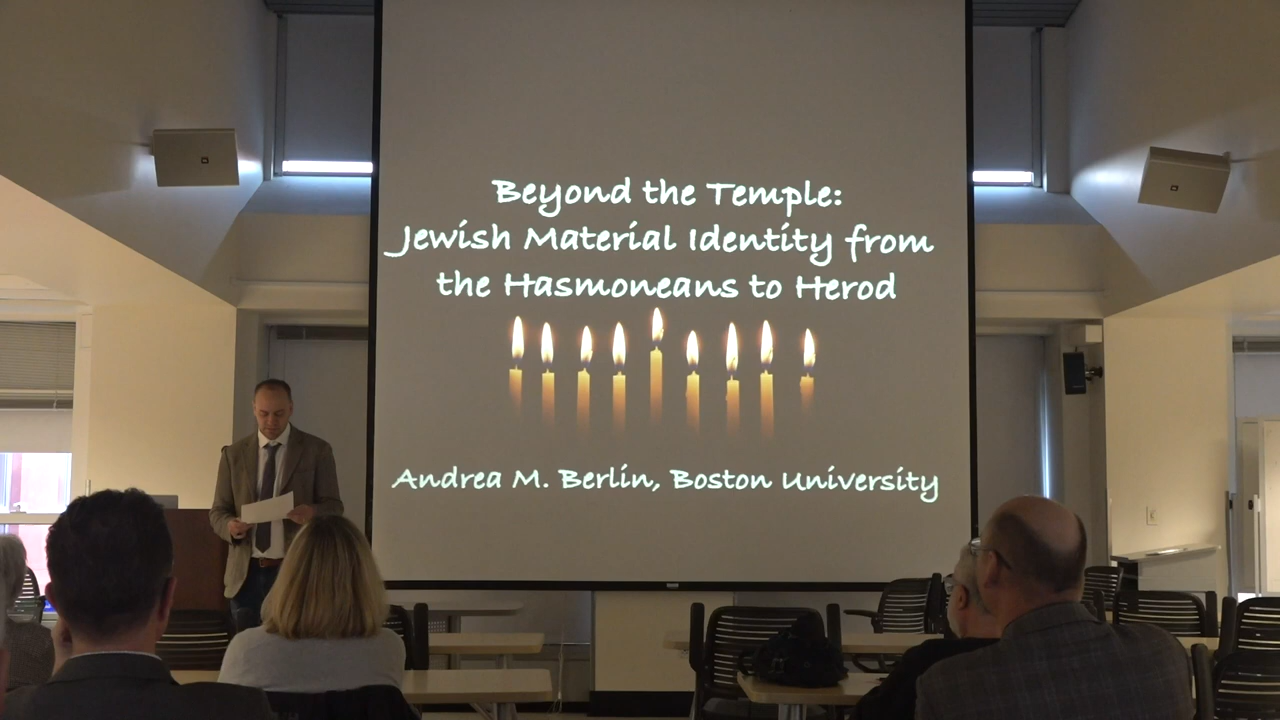 Beyond the Temple:
Jewish Material Identity from
the Hasmoneans to Herod
Andrea M. Berlin, Boston University